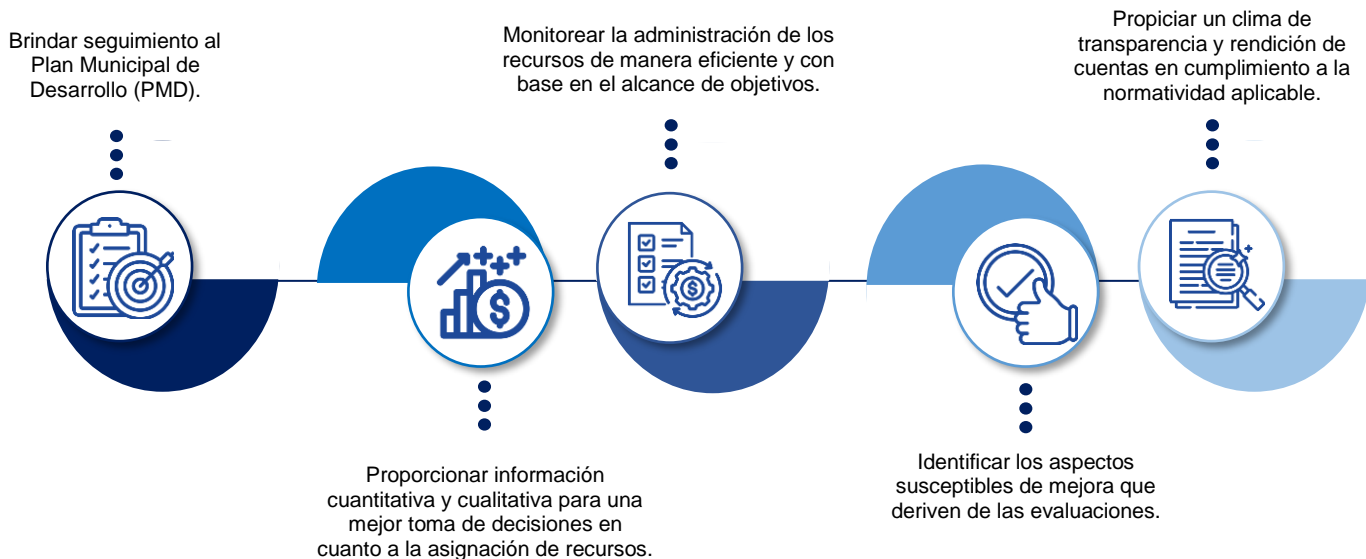 Brindar seguimiento al
Plan Municipal de
Desarrollo (PMD).
Proporcionar información
cuantitativa y cualitativa para una
mejor toma de decisiones en
cuanto a la asignación de recursos.
Monitorear la administración de los
recursos de manera eficiente y con
base en el alcance de objetivos.
Identificar los aspectos
susceptibles de mejora que
deriven de las evaluaciones.
Propiciar un clima de
transparencia y rendición de
cuentas en cumplimiento a la
normatividad aplicable.